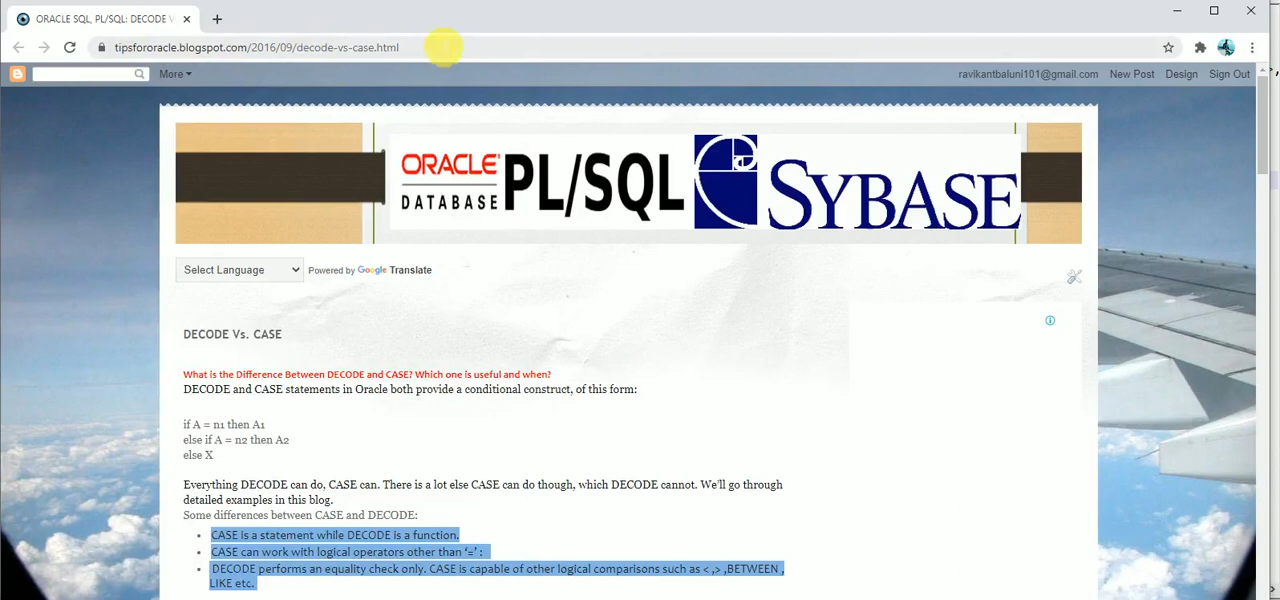 ORACLE SQL, PL/SQL: DECODE V
tipsfororacle.blogspot.com/2016/09/decode-vs-case.html
More
ravikantbaluni101@gmail.com New Post Design Sign Out
ORACLE
DATABASE
PL/SQL
SYBASE
Select Language
Powered by Google Translate
DECODE Vs. CASE
What is the Difference Between DECODE and CASE? Which one is useful and when?
DECODE and CASE statements in Oracle both provide a conditional construct, of this form:
if A = n1 then A1
else if A = n2 then A2
else X
Everything DECODE can do, CASE can. There is a lot else CASE can do though, which DECODE cannot. We’ll go through
detailed examples in this blog.
Some differences between CASE and DECODE:
• CASE is a statement while DECODE is a function.
• CASE can work with logical operators other than ‘=’ :
• DECODE performs an equality check only. CASE is capable of other logical comparisons such as < ,> ,BETWEEN ,
LIKE etc.